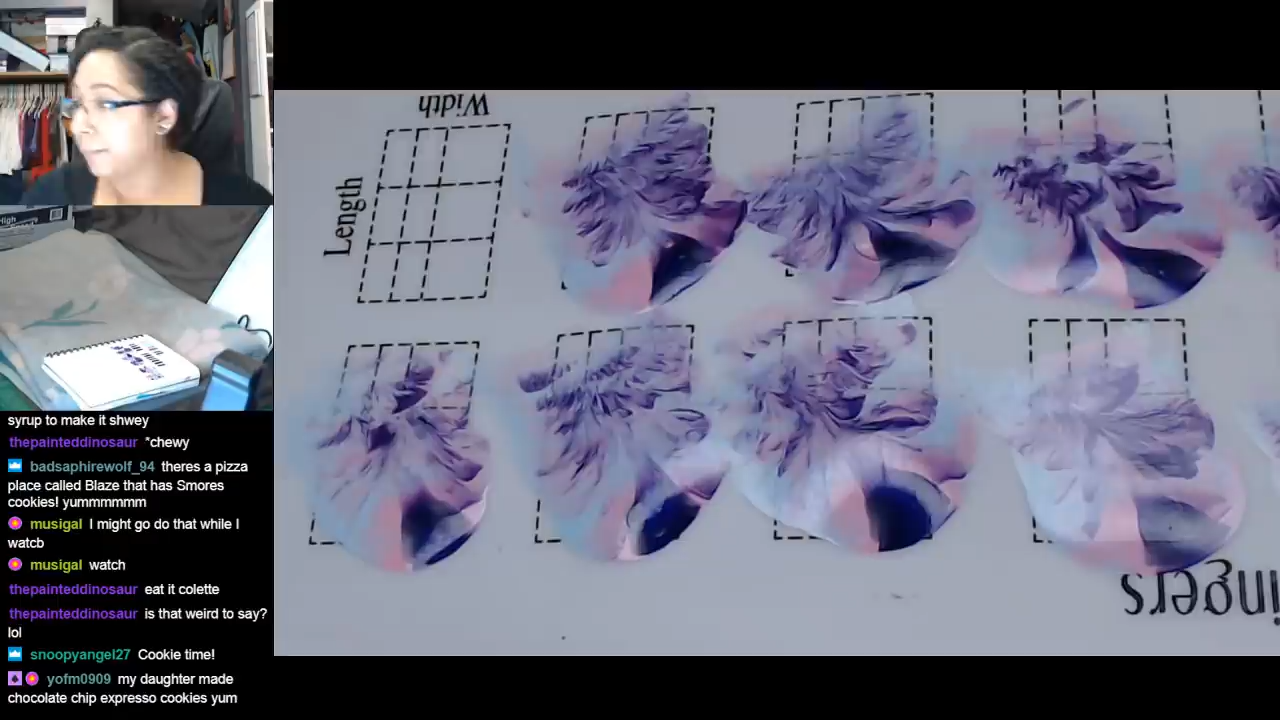 syrup to make it shwey
thepainteddinosaur *chewy
badsaphirewolf_94 theres a pizza
place called Blaze that has Smores
cookies! yummmmmm
musigal I might go do that while I
watcb
musigal watch
thepainteddinosaur eat it colette
thepainteddinosaur is that weird to say?
lol
snoopyangel27 Cookie time!
yofm0909 my daughter made
chocolate chip expresso cookies yum
Width
Length
ingers